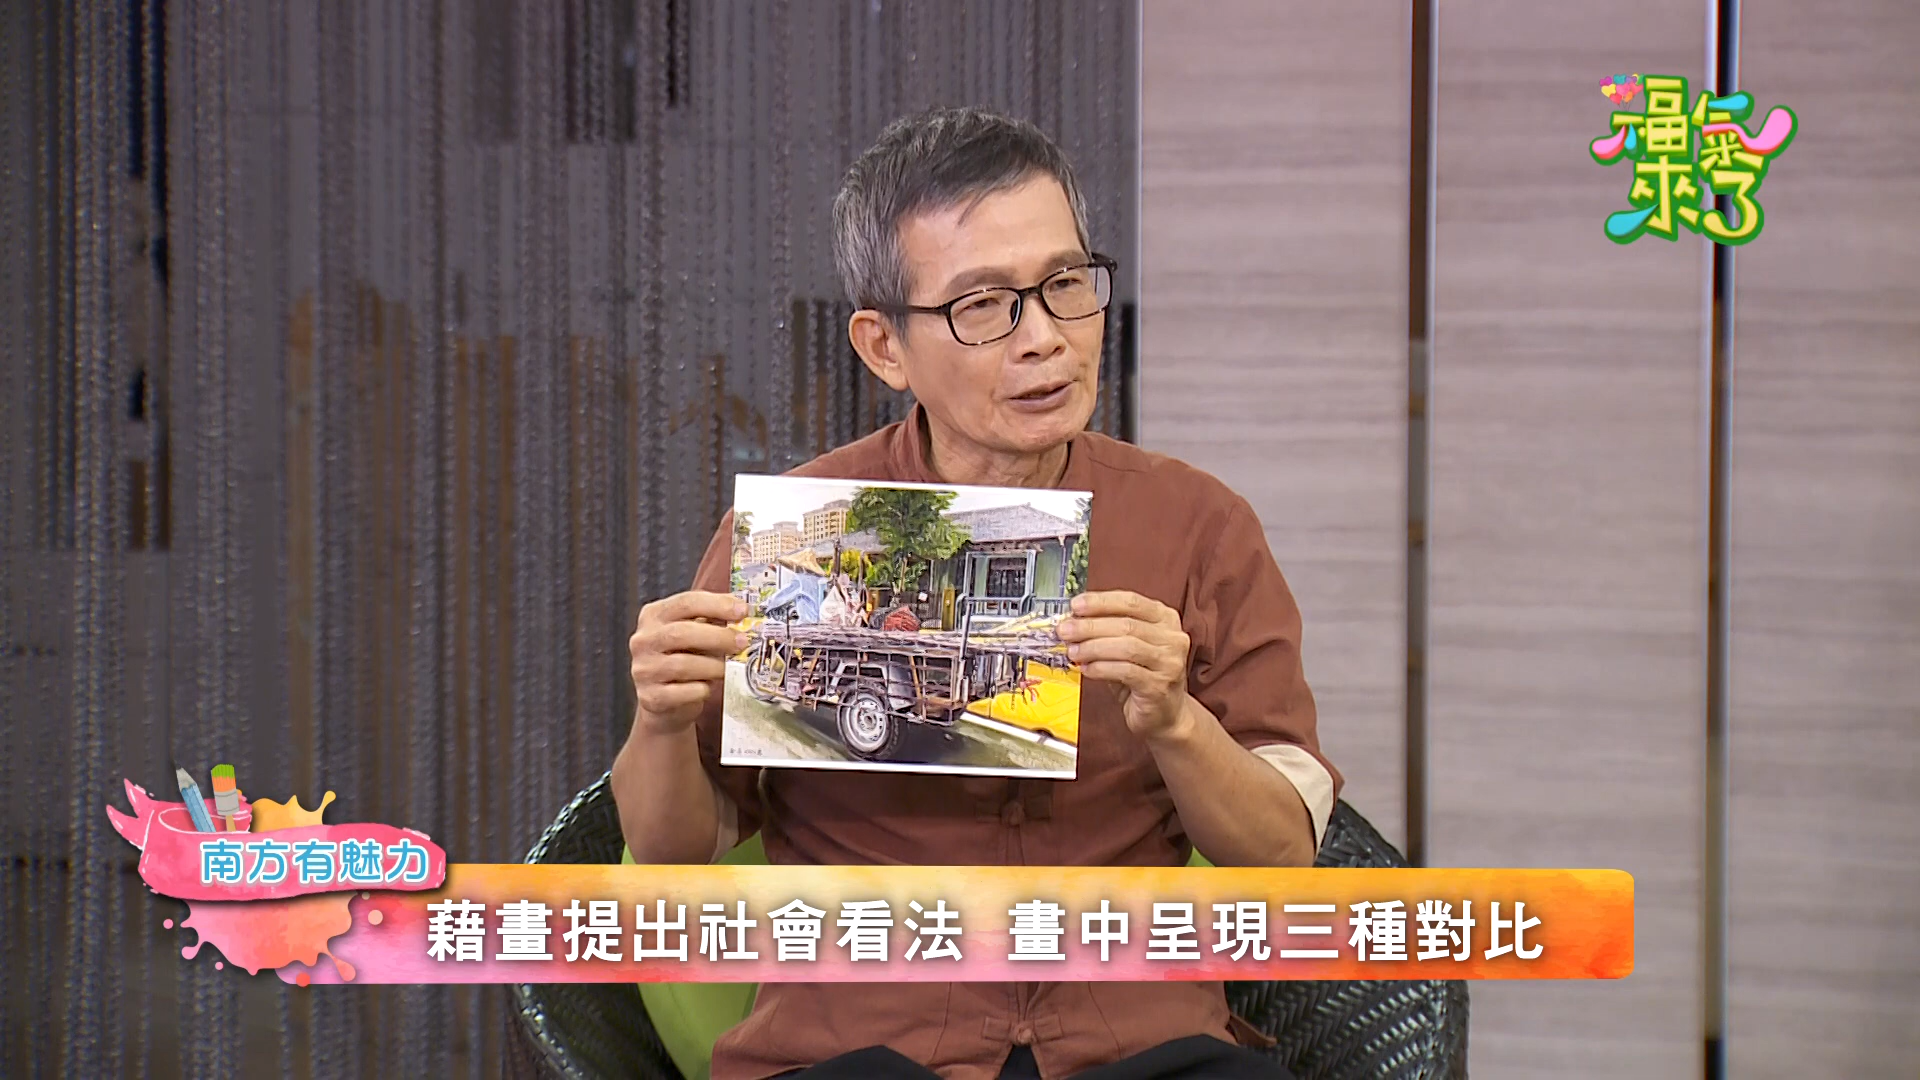 福氣來了
南方有魅力
藉畫提出社會看法 畫中呈現三種對比